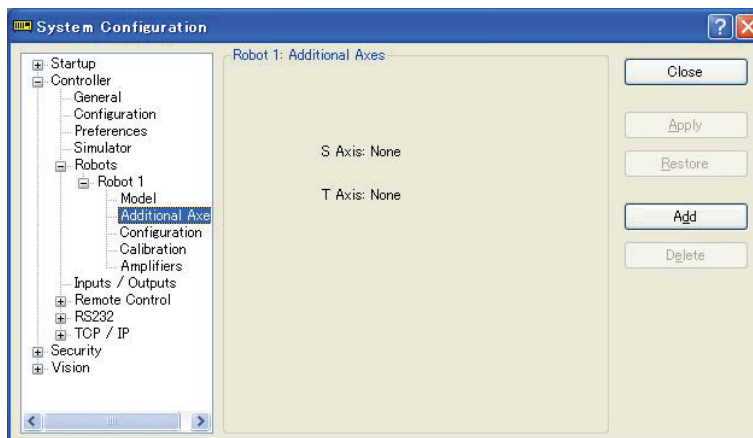 System Configuration
Startup
Controller
General
Configuration
Preferences
Simulator
Robots
Robot 1
Model
Additional Axe
Configuration
Calibration
Amplifiers
Inputs / Outputs
Remote Control
RS232
TCP / IP
Security
Vision
Robot 1: Additional Axes
S Axis: None
T Axis: None
Close
Apply
Restore
Add
Delete